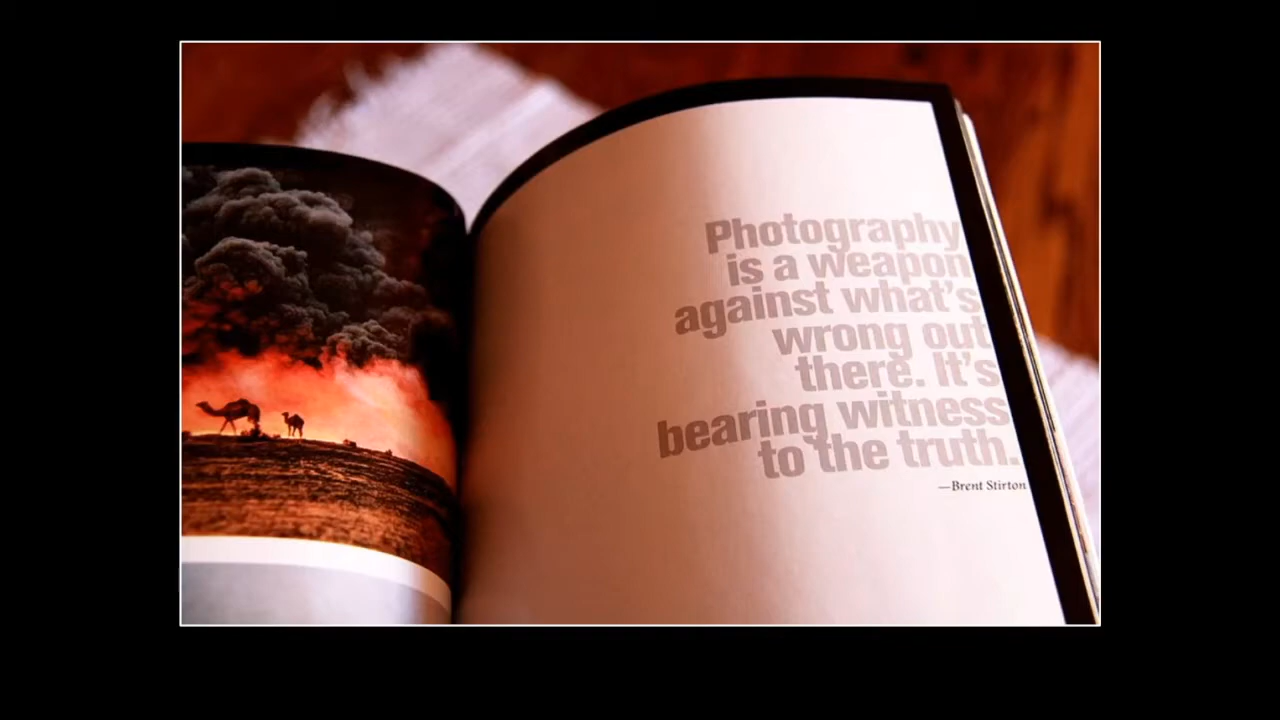 Photography
is a weapon
against what's
wrong out
there. It's
bearing witness
to the truth.
—Brent Stirton